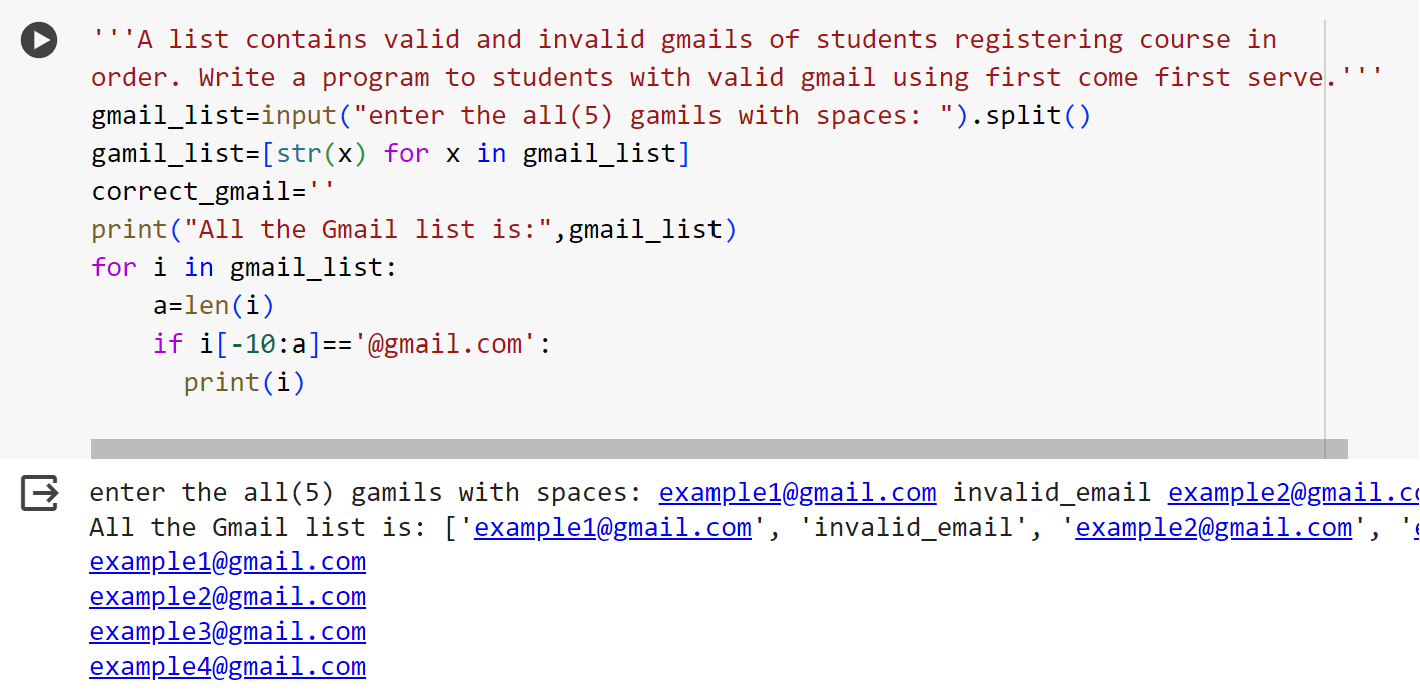 '''A list contains valid and invalid gmails of students registering course in
order. Write a program to students with valid gmail using first come first serve.'''
gmail_list=input("enter the all(5) gamils with spaces: ").split()
gamil_list=[str(x) for x in gmail_list]
correct_gmail=''
print("All the Gmail list is:",gmail_list)
for i in gmail_list:
    a=len(i)
    if i[-10:a]=='@gmail.com':
      print(i)
enter the all(5) gamils with spaces: example1@gmail.com invalid_email example2@gmail.c
All the Gmail list is: ['example1@gmail.com', 'invalid_email', 'example2@gmail.com', '
example1@gmail.com
example2@gmail.com
example3@gmail.com
example4@gmail.com